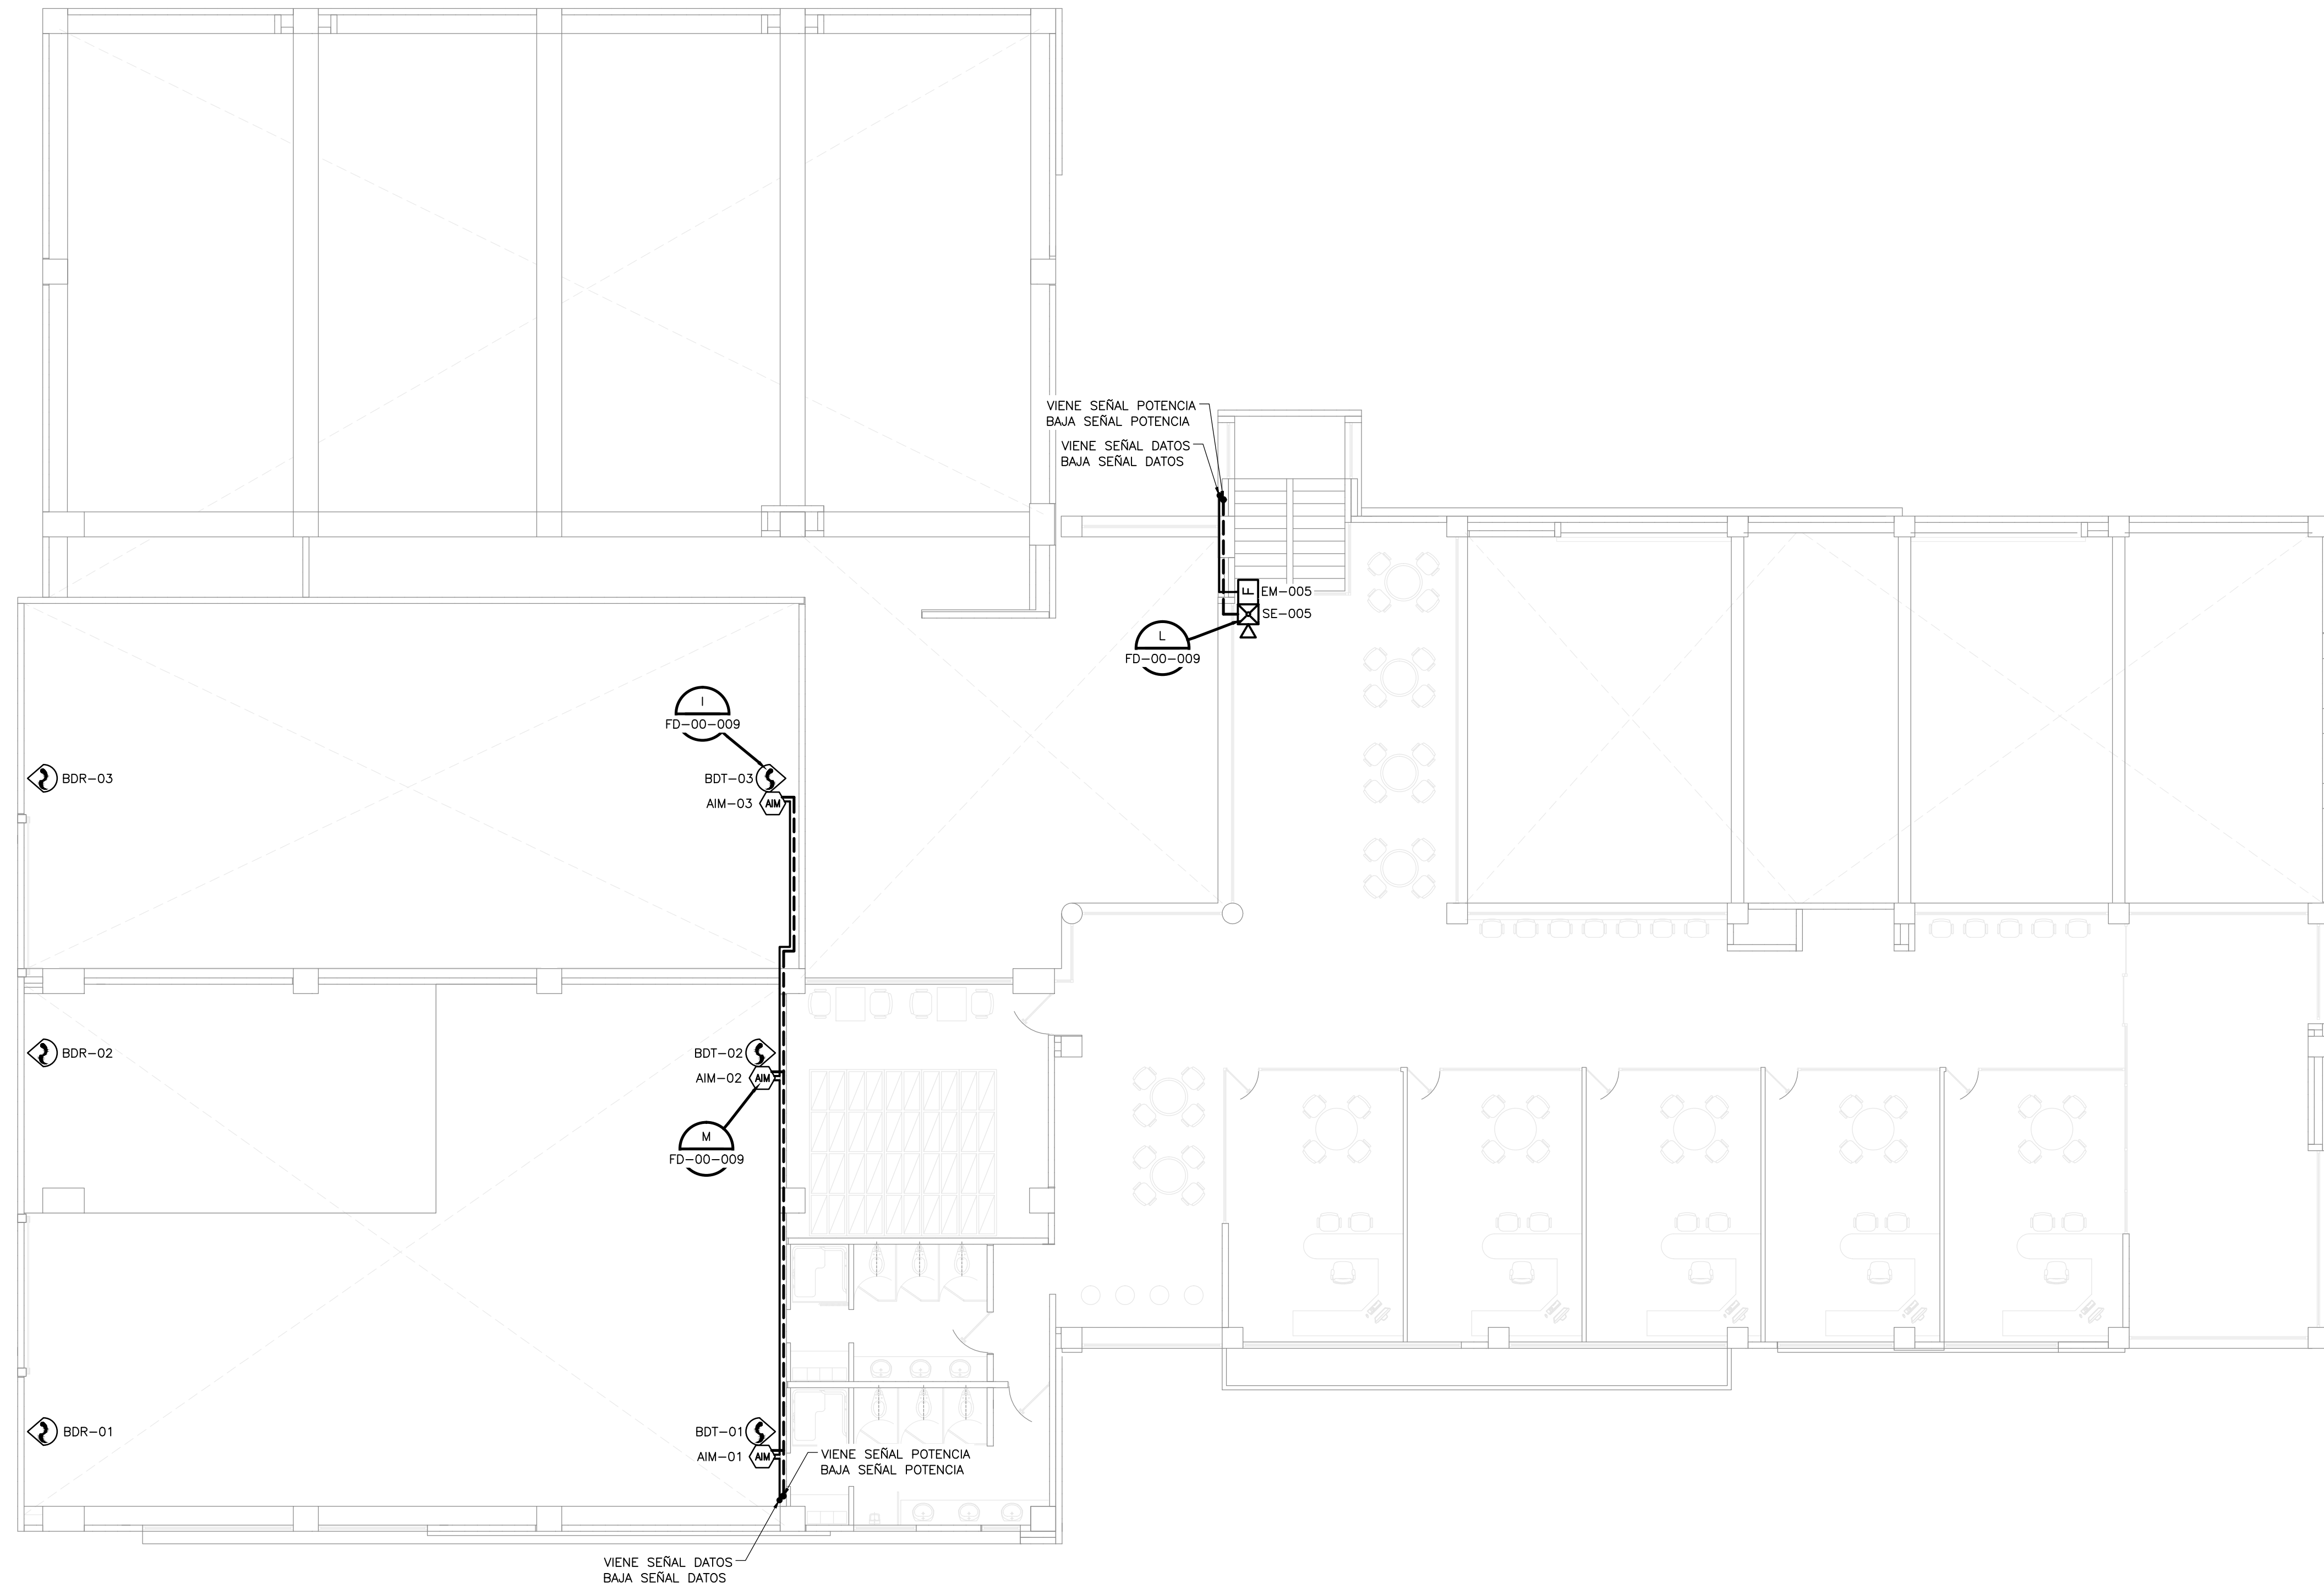 VIENE SEÑAL POTENCIA
BAJA SEÑAL POTENCIA
VIENE SEÑAL DATOS
BAJA SEÑAL DATOS
F
EM-005
SE-005
L
FD-00-009
I
FD-00-009
BDR-03
BDT-03
AIM-03
AIM
BDR-02
BDT-02
AIM-02
AIM
M
FD-00-009
BDR-01
BDT-01
AIM-01
AIM
VIENE SEÑAL POTENCIA
BAJA SEÑAL POTENCIA
VIENE SEÑAL DATOS
BAJA SEÑAL DATOS